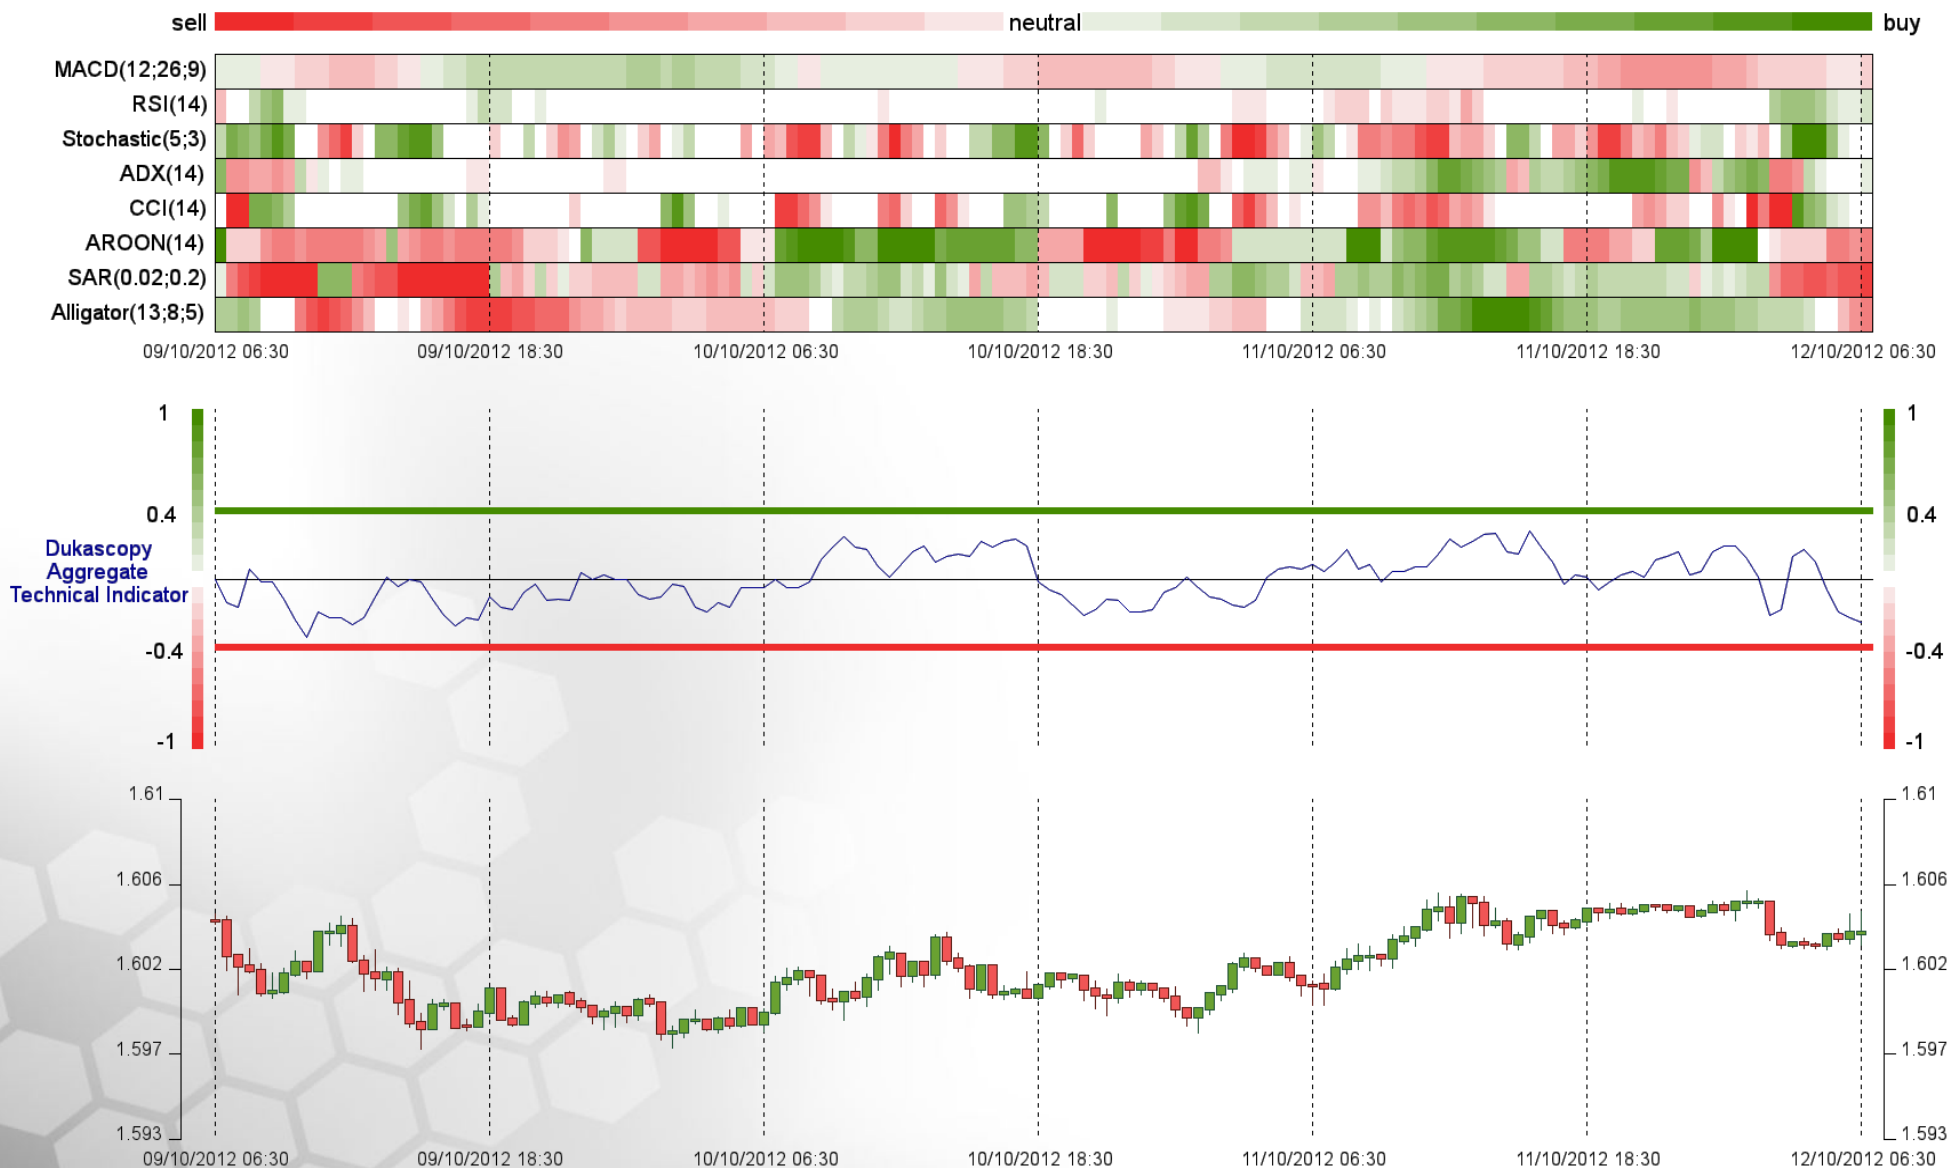 sell neutral buy
MACD(12;26;9)
RSI(14)
Stochastic(5;3)
ADX(14)
CCI(14)
AROON(14)
SAR(0.02;0.2)
Alligator(13;8;5)
09/10/2012 06:30 09/10/2012 18:30 10/10/2012 06:30 10/10/2012 18:30 11/10/2012 06:30 11/10/2012 18:30 12/10/2012 06:30
1 1
0.4 0.4
Dukascopy
Aggregate
Technical Indicator
-0.4 -0.4
-1 -1
1.61 1.61
1.606 1.606
1.602 1.602
1.597 1.597
1.593 1.593
09/10/2012 06:30 09/10/2012 18:30 10/10/2012 06:30 10/10/2012 18:30 11/10/2012 06:30 11/10/2012 18:30 12/10/2012 06:30